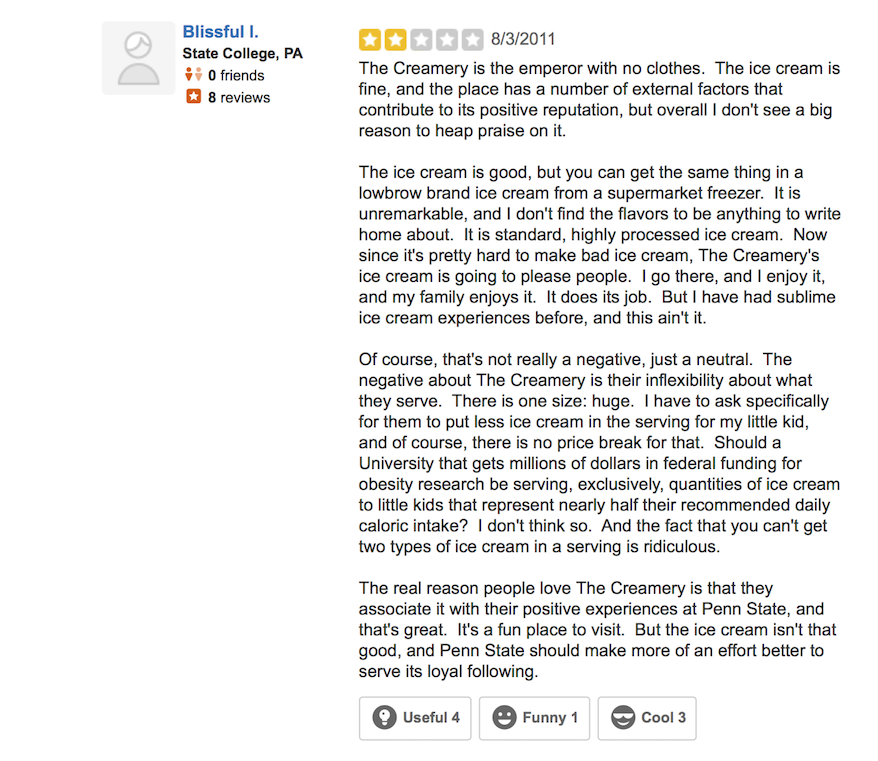 Blissful I.
State College, PA
0 friends
8 reviews
8/3/2011
The Creamery is the emperor with no clothes.  The ice cream is
fine, and the place has a number of external factors that
contribute to its positive reputation, but overall I don't see a big
reason to heap praise on it.
The ice cream is good, but you can get the same thing in a
lowbrow brand ice cream from a supermarket freezer.  It is
unremarkable, and I don't find the flavors to be anything to write
home about.  It is standard, highly processed ice cream.  Now
since it's pretty hard to make bad ice cream, The Creamery's
ice cream is going to please people.  I go there, and I enjoy it,
and my family enjoys it.  It does its job.  But I have had sublime
ice cream experiences before, and this ain't it.
Of course, that's not really a negative, just a neutral.  The
negative about The Creamery is their inflexibility about what
they serve.  There is one size: huge.  I have to ask specifically
for them to put less ice cream in the serving for my little kid,
and of course, there is no price break for that.  Should a
University that gets millions of dollars in federal funding for
obesity research be serving, exclusively, quantities of ice cream
to little kids that represent nearly half their recommended daily
caloric intake?  I don't think so.  And the fact that you can't get
two types of ice cream in a serving is ridiculous.
The real reason people love The Creamery is that they
associate it with their positive experiences at Penn State, and
that's great.  It's a fun place to visit.  But the ice cream isn't that
good, and Penn State should make more of an effort better to
serve its loyal following.
Useful 4 Funny 1 Cool 3